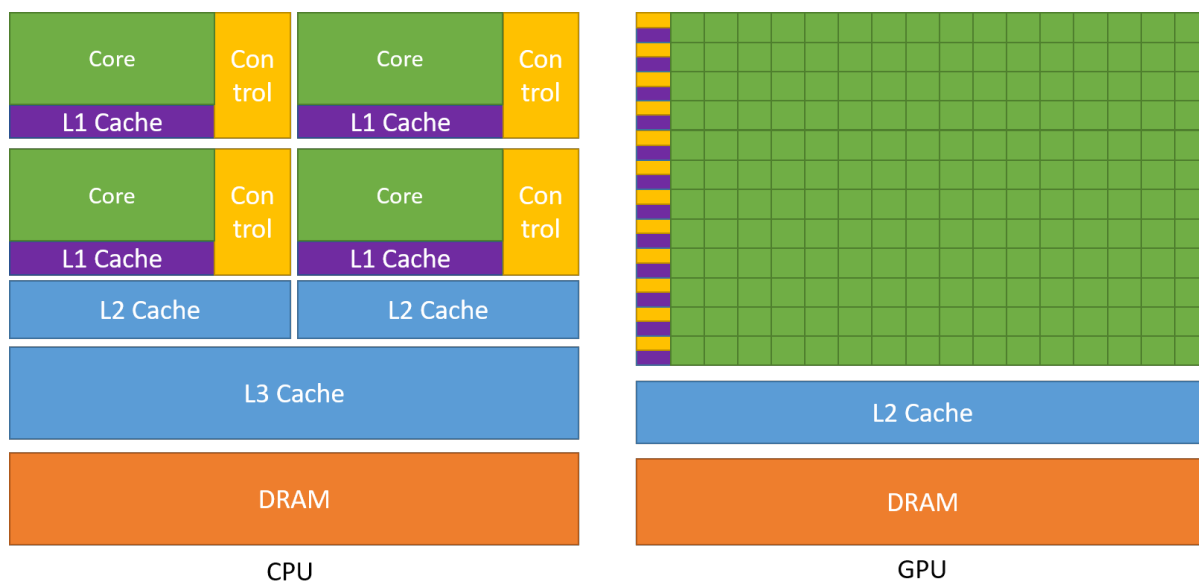 Core
Con
trol
L1 Cache
Core
Con
trol
L1 Cache
Core
Con
trol
L1 Cache
Core
Con
trol
L1 Cache
L2 Cache
L2 Cache
L3 Cache
DRAM
CPU
L2 Cache
DRAM
GPU